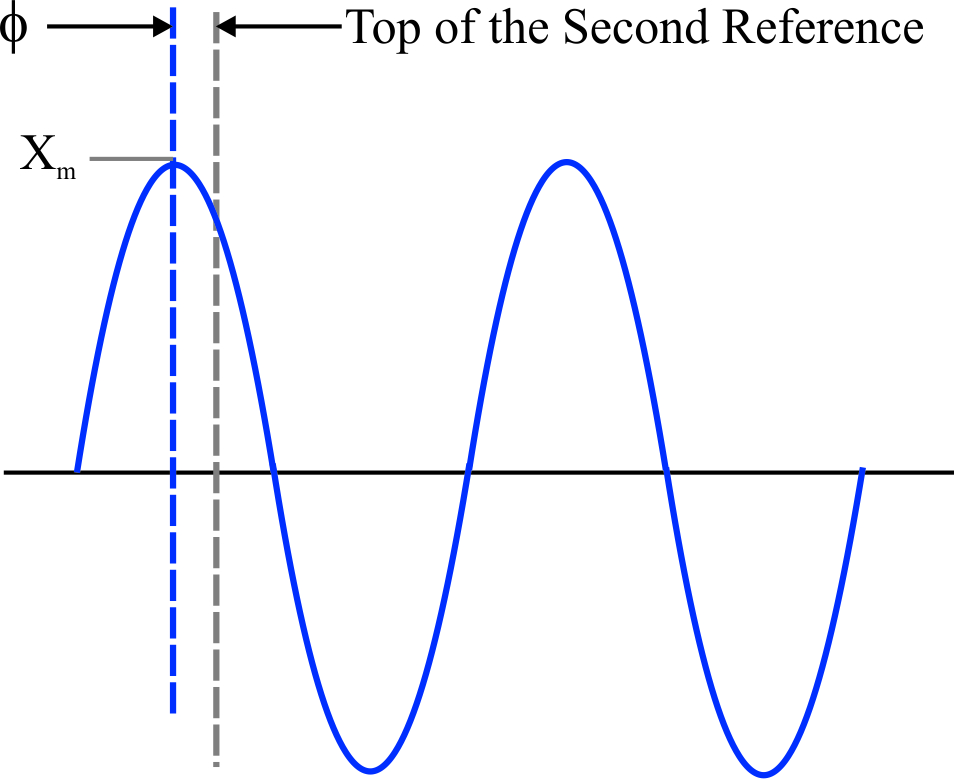 ϕ
Top of the Second Reference
Xm